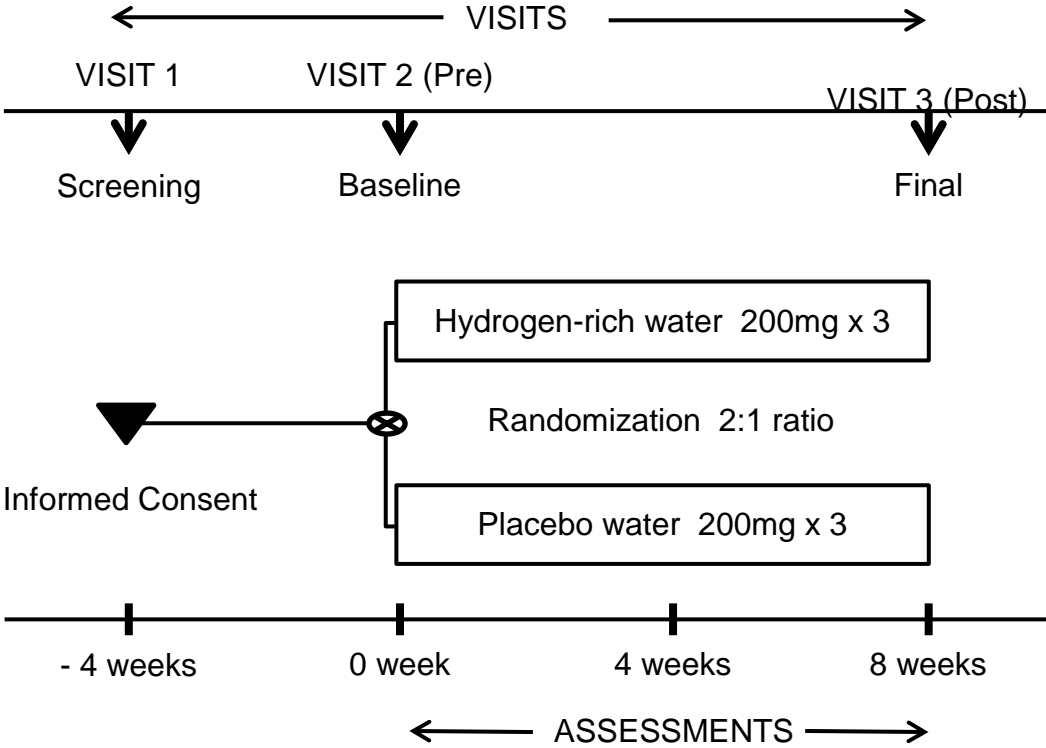 VISITS
VISIT 1
VISIT 2 (Pre)
VISIT 3 (Post)
Screening
Baseline
Final
Hydrogen-rich water 200mg x 3
Randomization 2:1 ratio
Informed Consent
Placebo water 200mg x 3
- 4 weeks
0 week
4 weeks
8 weeks
ASSESSMENTS